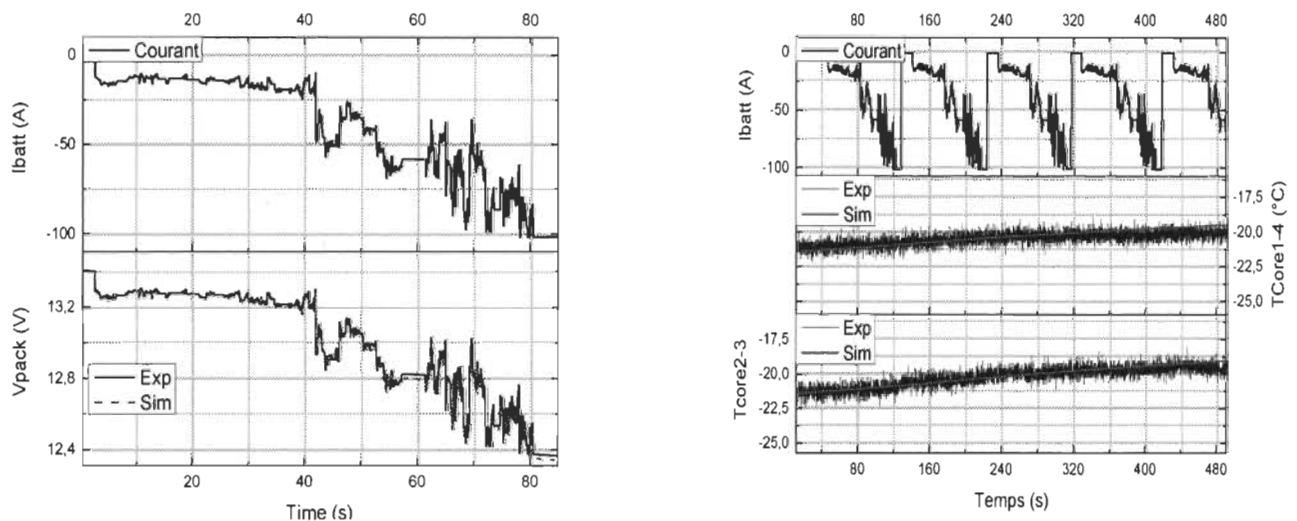 20 40 60 80
0
Courant
-50
-100
Ibatt (A)
13,2
12,8
12,4
Vpack (V)
Exp
Sim
20 40 60 80
Time (s)
80 160 240 320 400 480
0
Courant
-50
-100
Ibatt (A)
Exp
Sim
-17,5
-20,0
-22,5
-25,0
TCore1-4 (°C)
Exp
Sim
-17,5
-20,0
-22,5
-25,0
Tcore2-3
80 160 240 320 400 480
Temps (s)